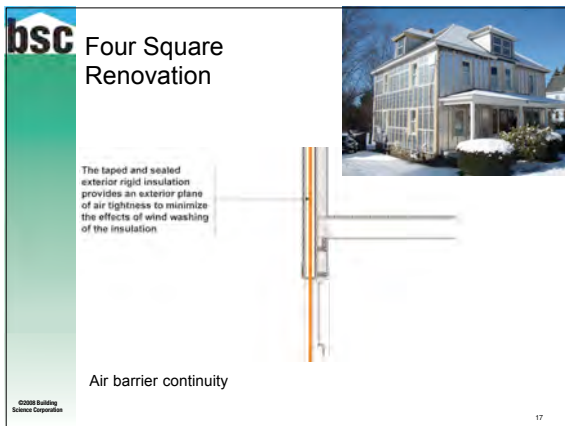 bsc
Four Square
Renovation
The taped and sealed
exterior rigid insulation
provides an exterior plane
of air tightness to minimize
the effects of wind washing
of the insulation
Air barrier continuity
©2008 Building
Science Corporation
17